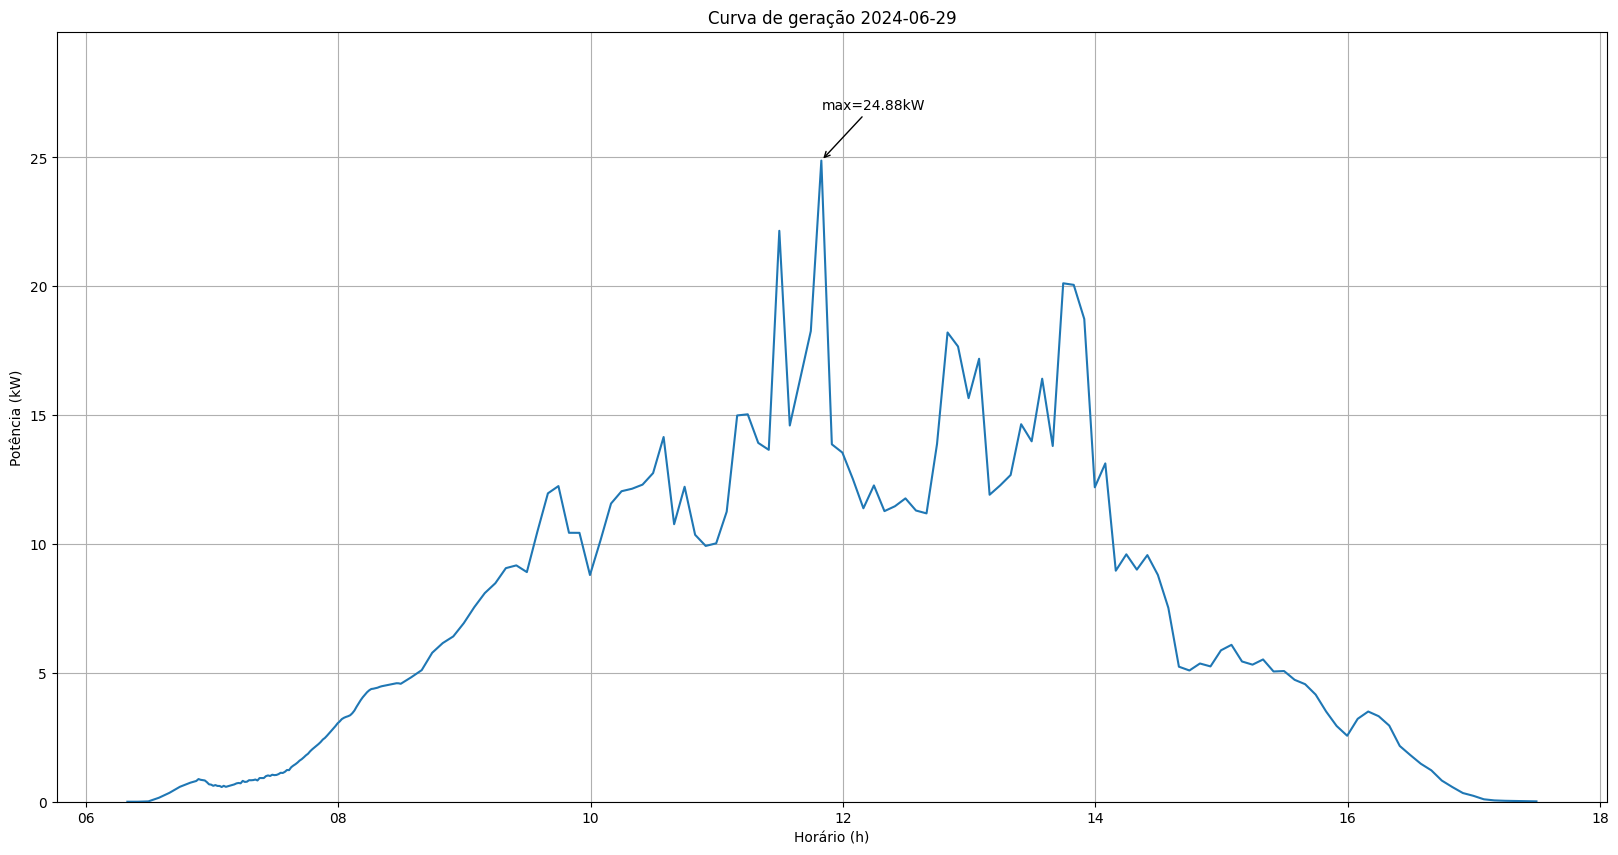 Curva de geração 2024-06-29
max=24.88kW
25
20
15
10
5
0
Potência (kW)
06 08 10 12 14 16 18
Horário (h)